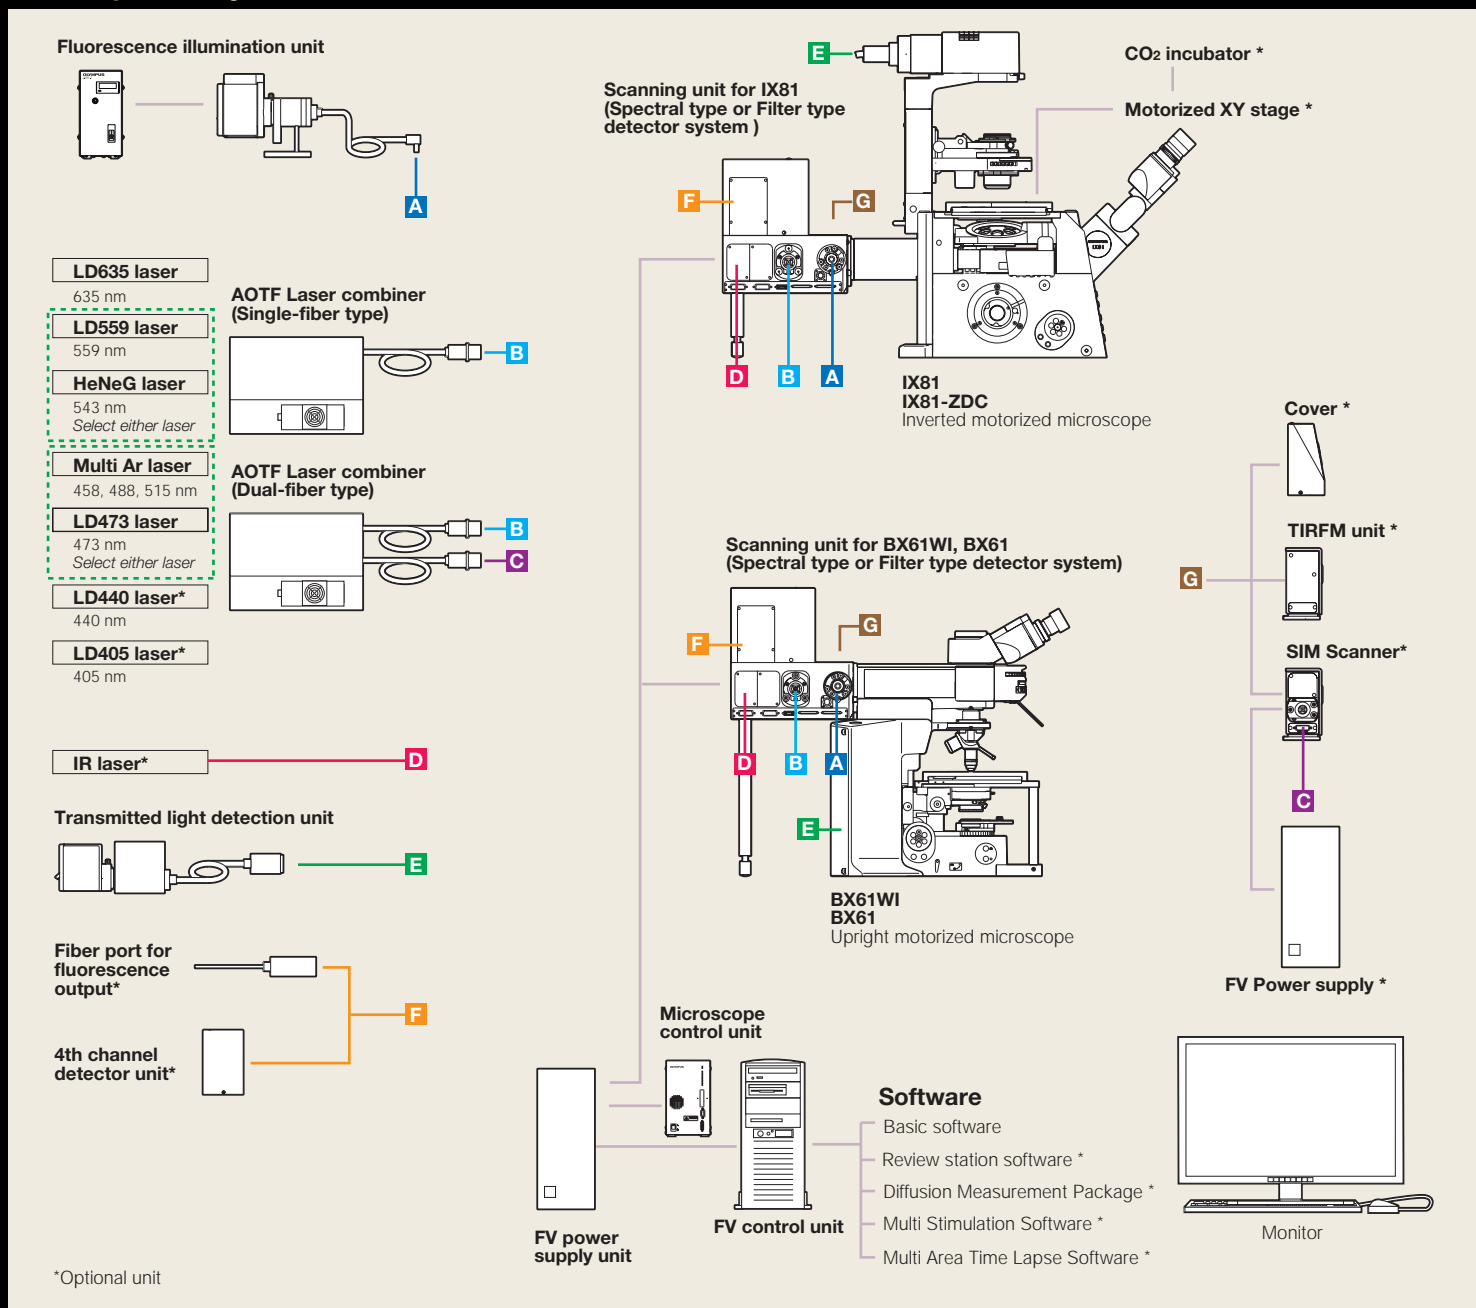 Fluorescence illumination unit
OLYMPUS
A
LD635 laser
635 nm
LD559 laser
559 nm
HeNeG laser
543 nm
Select either laser
Multi Ar laser
458, 488, 515 nm
LD473 laser
473 nm
Select either laser
LD440 laser*
440 nm
LD405 laser*
405 nm
AOTF Laser combiner
(Single-fiber type)
B
AOTF Laser combiner
(Dual-fiber type)
B
C
IR laser*
D
Transmitted light detection unit
E
Fiber port for
fluorescence
output*
F
4th channel
detector unit*
*Optional unit
E
Scanning unit for IX81
(Spectral type or Filter type
detector system )
F
G
D
B
A
CO2 incubator *
Motorized XY stage *
IX81
IX81-ZDC
Inverted motorized microscope
Scanning unit for BX61WI, BX61
(Spectral type or Filter type detector system)
F
G
D
B
A
E
BX61WI
BX61
Upright motorized microscope
Cover *
TIRFM unit *
G
SIM Scanner*
C
FV Power supply *
Microscope
control unit
FV power
supply unit
FV control unit
Software
Basic software
Review station software *
Diffusion Measurement Package *
Multi Stimulation Software *
Multi Area Time Lapse Software *
Monitor